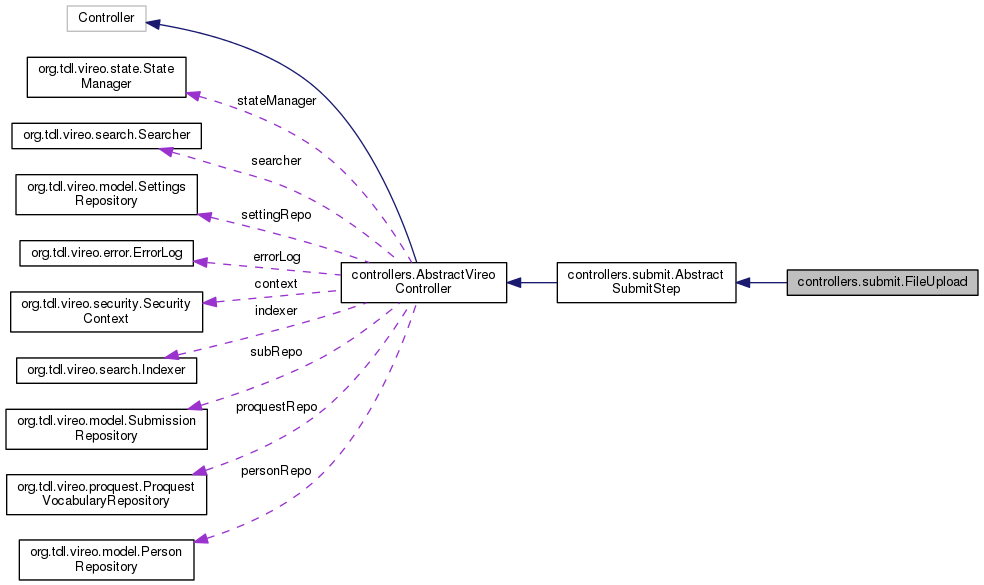 Controller
org.tdl.vireo.state.State
Manager
stateManager
org.tdl.vireo.search.Searcher
searcher
org.tdl.vireo.model.Settings
Repository
settingRepo
org.tdl.vireo.error.ErrorLog
errorLog
controllers.AbstractVireo
Controller
controllers.submit.Abstract
SubmitStep
controllers.submit.FileUpload
context
org.tdl.vireo.security.Security
Context
indexer
org.tdl.vireo.search.Indexer
subRepo
org.tdl.vireo.model.Submission
Repository
proquestRepo
org.tdl.vireo.proquest.Proquest
VocabularyRepository
personRepo
org.tdl.vireo.model.Person
Repository